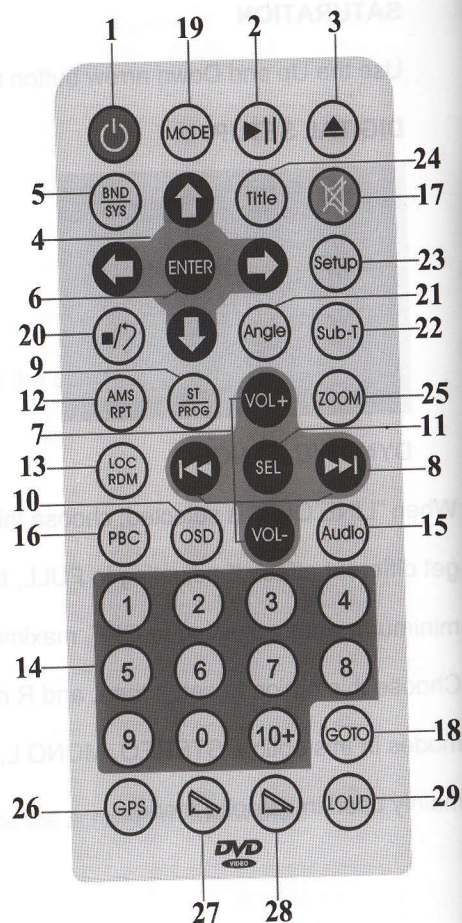 SATURATION
1
19
2
3
MODE
5
BND
SYS
Title
24
17
4
ENTER
Setup
23
6
21
20
Angle
Sub-T
22
9
12
AMS
RPT
ST
PROG
VOL+
ZOOM
25
7
11
13
LOC
RDM
SEL
8
10
16
PBC
OSD
VOL-
Audio
15
1
2
3
4
14
5
6
7
8
9
0
10+
GOTO
18
26
GPS
LOUD
29
DVD
VIDEO
27
28